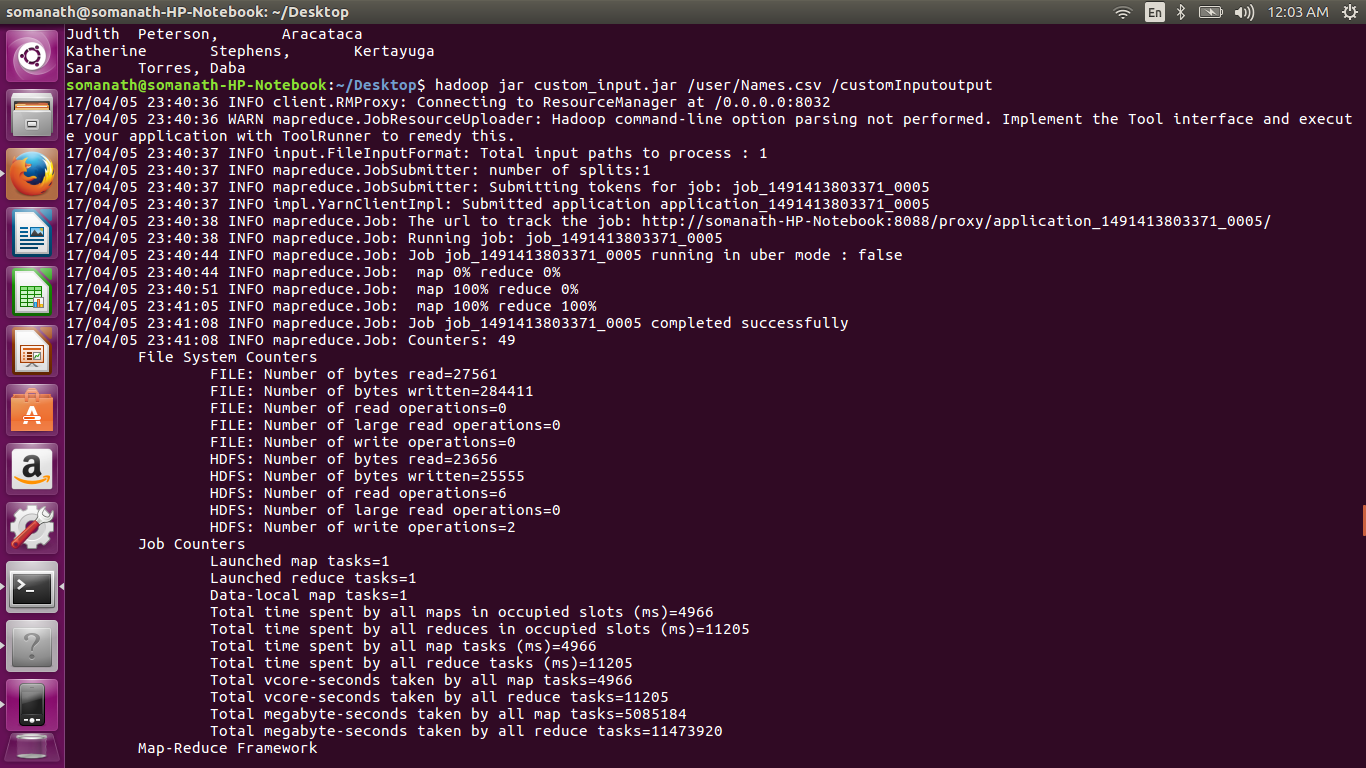 somanath@somanath-HP-Notebook: ~/Desktop En 12:03 AM
Judith Peterson, Aracataca
Katherine Stephens, Kertayuga
Sara Torres, Daba
somanath@somanath-HP-Notebook:~/Desktop$ hadoop jar custom_input.jar /user/Names.csv /customInputoutput
17/04/05 23:40:36 INFO client.RMProxy: Connecting to ResourceManager at /0.0.0.0:8032
17/04/05 23:40:36 WARN mapreduce.JobResourceUploader: Hadoop command-line option parsing not performed. Implement the Tool interface and execut
e your application with ToolRunner to remedy this.
17/04/05 23:40:37 INFO input.FileInputFormat: Total input paths to process : 1
17/04/05 23:40:37 INFO mapreduce.JobSubmitter: number of splits:1
17/04/05 23:40:37 INFO mapreduce.JobSubmitter: Submitting tokens for job: job_1491413803371_0005
17/04/05 23:40:37 INFO impl.YarnClientImpl: Submitted application application_1491413803371_0005
17/04/05 23:40:38 INFO mapreduce.Job: The url to track the job: http://somanath-HP-Notebook:8088/proxy/application_1491413803371_0005/
17/04/05 23:40:38 INFO mapreduce.Job: Running job: job_1491413803371_0005
17/04/05 23:40:44 INFO mapreduce.Job: Job job_1491413803371_0005 running in uber mode : false
17/04/05 23:40:44 INFO mapreduce.Job:  map 0% reduce 0%
17/04/05 23:40:51 INFO mapreduce.Job:  map 100% reduce 0%
17/04/05 23:41:05 INFO mapreduce.Job:  map 100% reduce 100%
17/04/05 23:41:08 INFO mapreduce.Job: Job job_1491413803371_0005 completed successfully
17/04/05 23:41:08 INFO mapreduce.Job: Counters: 49
File System Counters
FILE: Number of bytes read=27561
FILE: Number of bytes written=284411
FILE: Number of read operations=0
FILE: Number of large read operations=0
FILE: Number of write operations=0
HDFS: Number of bytes read=23656
HDFS: Number of bytes written=25555
HDFS: Number of read operations=6
HDFS: Number of large read operations=0
HDFS: Number of write operations=2
Job Counters
Launched map tasks=1
Launched reduce tasks=1
Data-local map tasks=1
Total time spent by all maps in occupied slots (ms)=4966
Total time spent by all reduces in occupied slots (ms)=11205
Total time spent by all map tasks (ms)=4966
Total time spent by all reduce tasks (ms)=11205
Total vcore-seconds taken by all map tasks=4966
Total vcore-seconds taken by all reduce tasks=11205
Total megabyte-seconds taken by all map tasks=5085184
Total megabyte-seconds taken by all reduce tasks=11473920
Map-Reduce Framework